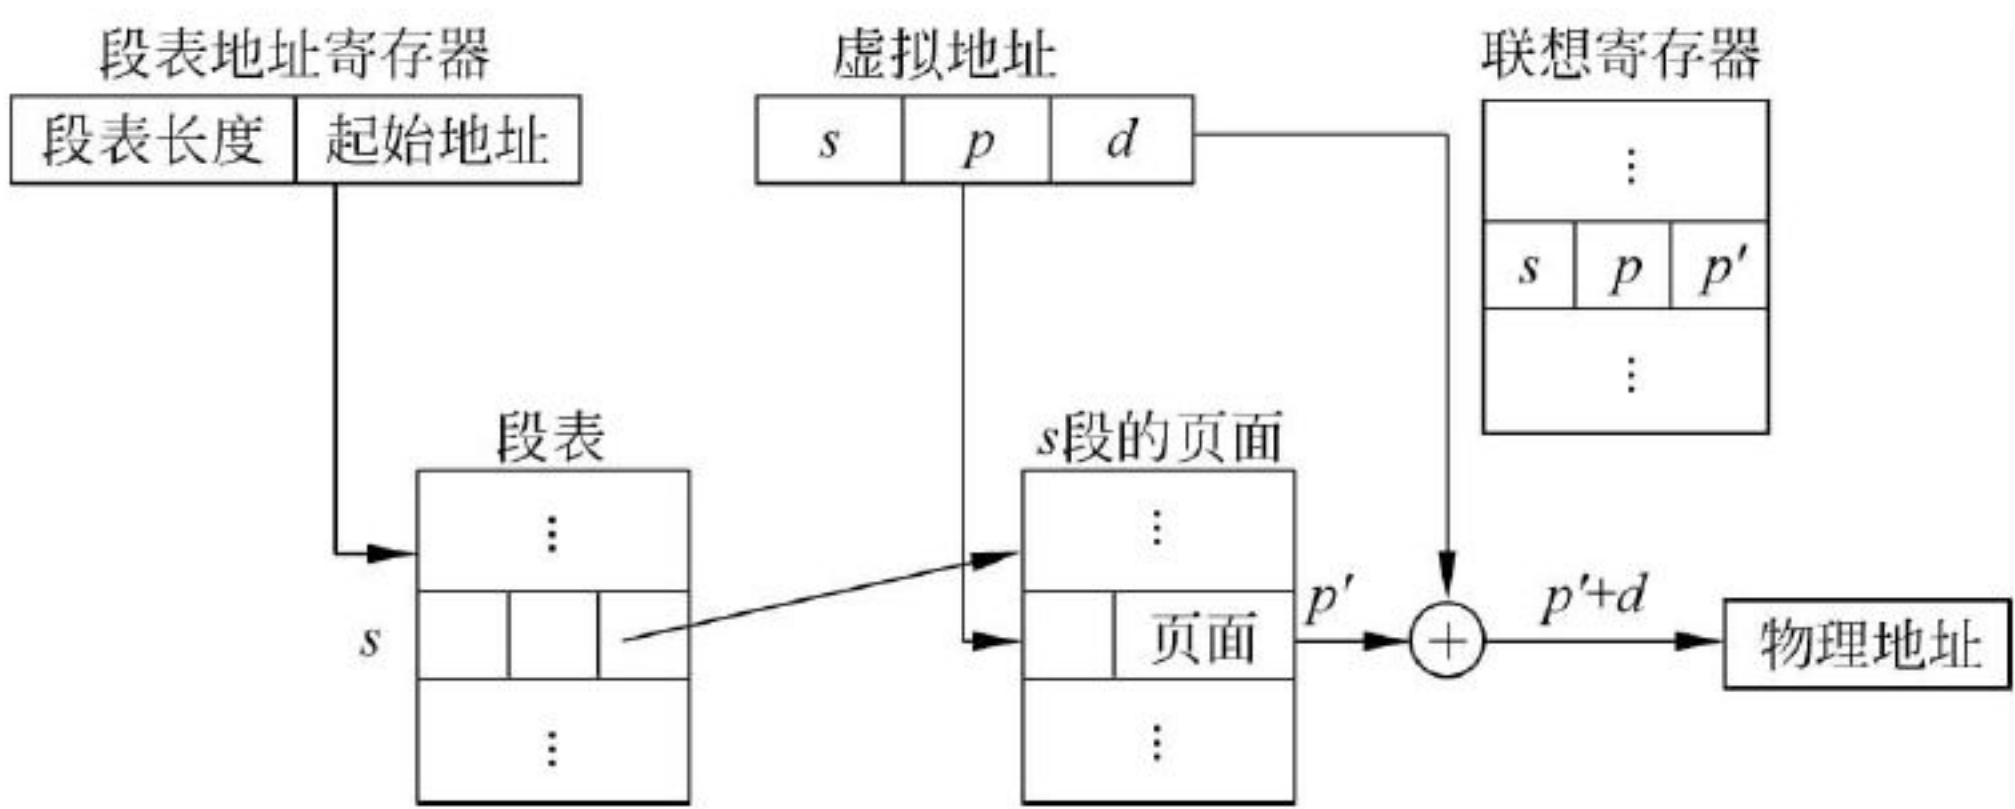 段表地址寄存器
段表长度 起始地址
虚拟地址
s p d
联想寄存器
⋮
s p p′
⋮
段表
⋮
s
⋮
s段的页面
⋮
页面
⋮
p′
p′+d
物理地址